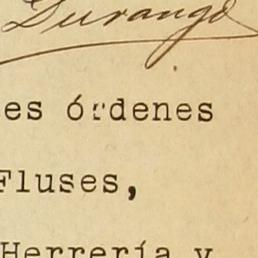 Durango
es órdenes
Fluses,
Herrería y